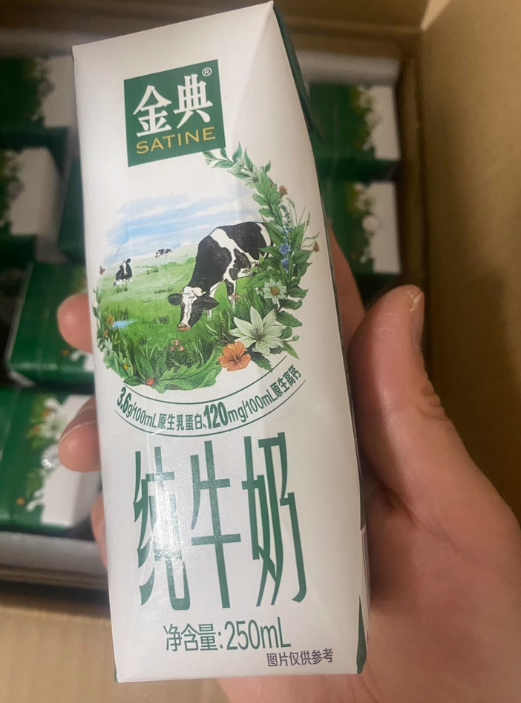 金典®
SATINE
3.6g/100mL原生乳蛋白、120mg/100mL原生高钙
纯牛奶
净含量:250mL
图片仅供参考